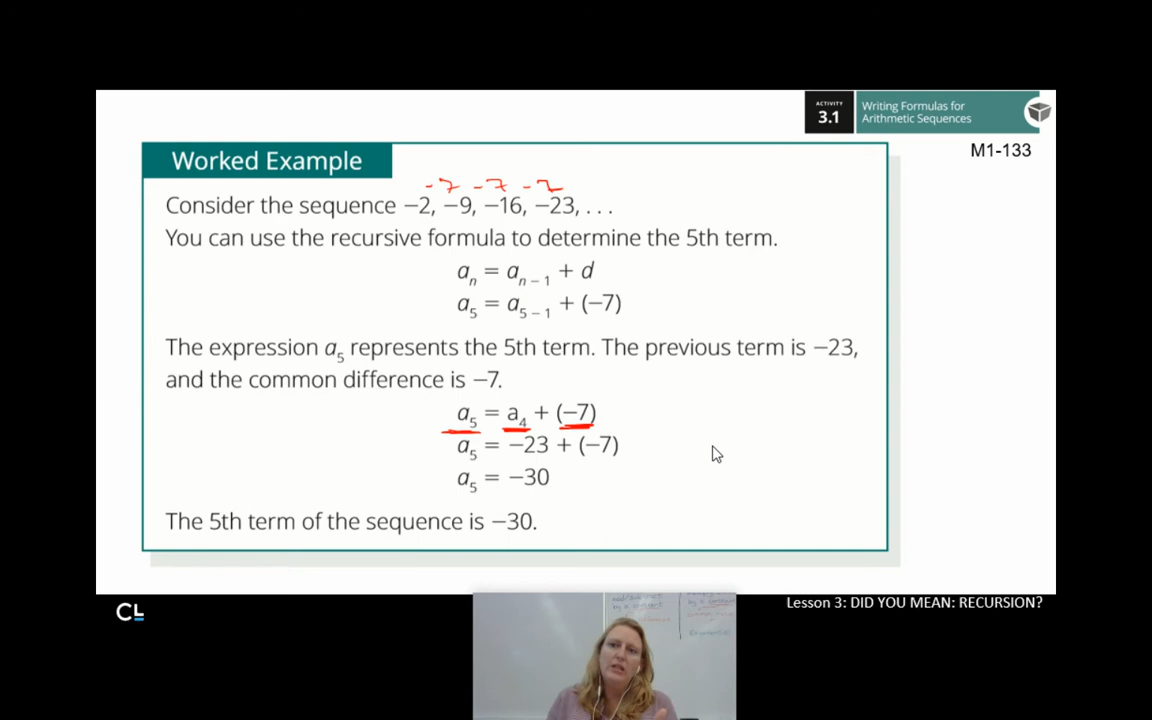 ACTIVITY
3.1
Writing Formulas for
Arithmetic Sequences
M1-133
Worked Example
-7 -7 -7
Consider the sequence −2, −9, −16, −23, . . .
You can use the recursive formula to determine the 5th term.
aₙ = aₙ₋₁ + d
a₅ = a₅₋₁ + (−7)
The expression a₅ represents the 5th term. The previous term is −23,
and the common difference is −7.
a₅ = a₄ + (−7)
a₅ = −23 + (−7)
a₅ = −30
The 5th term of the sequence is −30.
CL
Lesson 3: DID YOU MEAN: RECURSION?